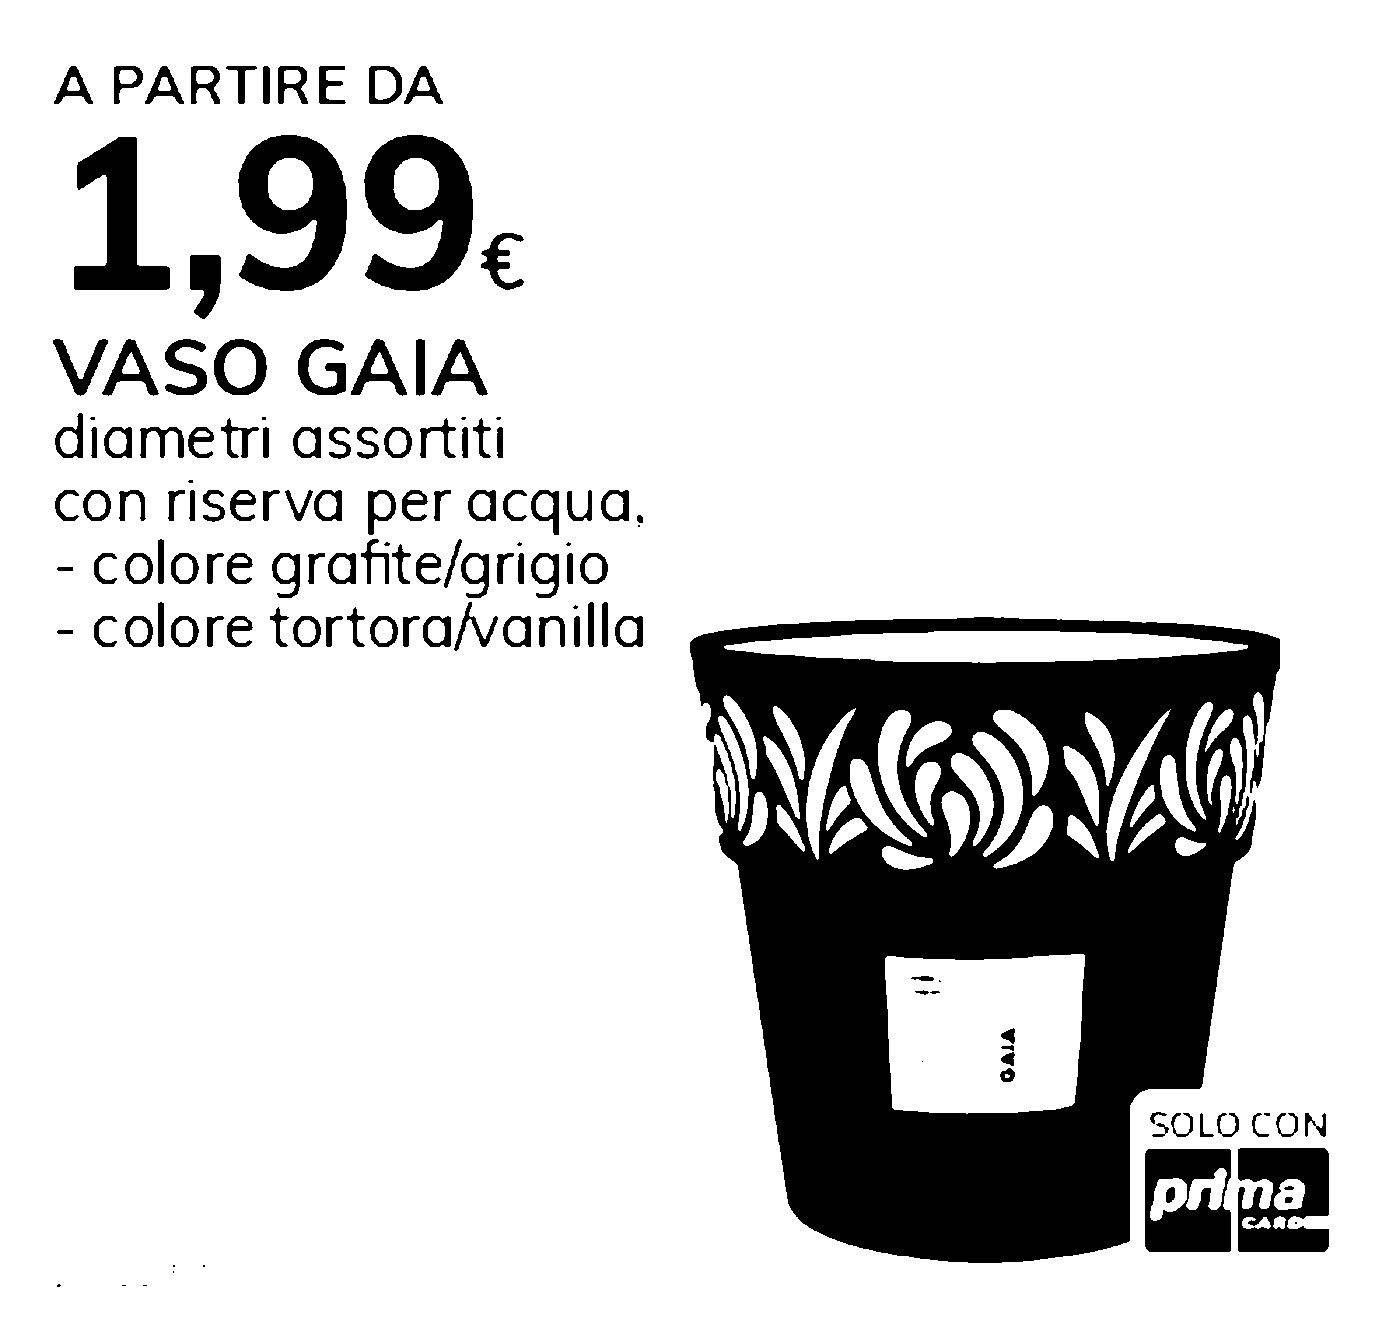 A PARTIRE DA
1,99€
VASO GAIA
diametri assortiti
con riserva per acqua,
- colore grafite/grigio
- colore tortora/vanilla
GAIA
SOLO CON
prima
CARD